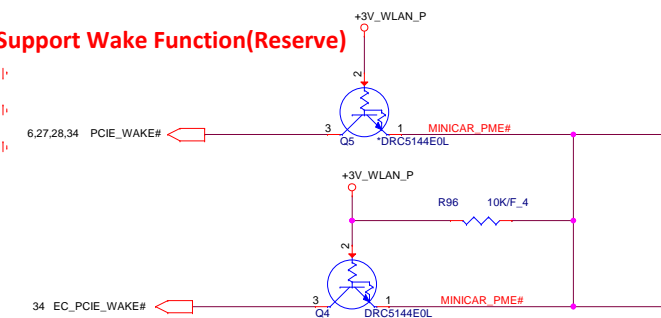 +3V_WLAN_P
Support Wake Function(Reserve)
2
6,27,28,34 PCIE_WAKE#
3
1
MINICAR_PME#
Q5
*DRC5144E0L
+3V_WLAN_P
R96
10K/F_4
2
34 EC_PCIE_WAKE#
3
1
MINICAR_PME#
Q4
DRC5144E0L